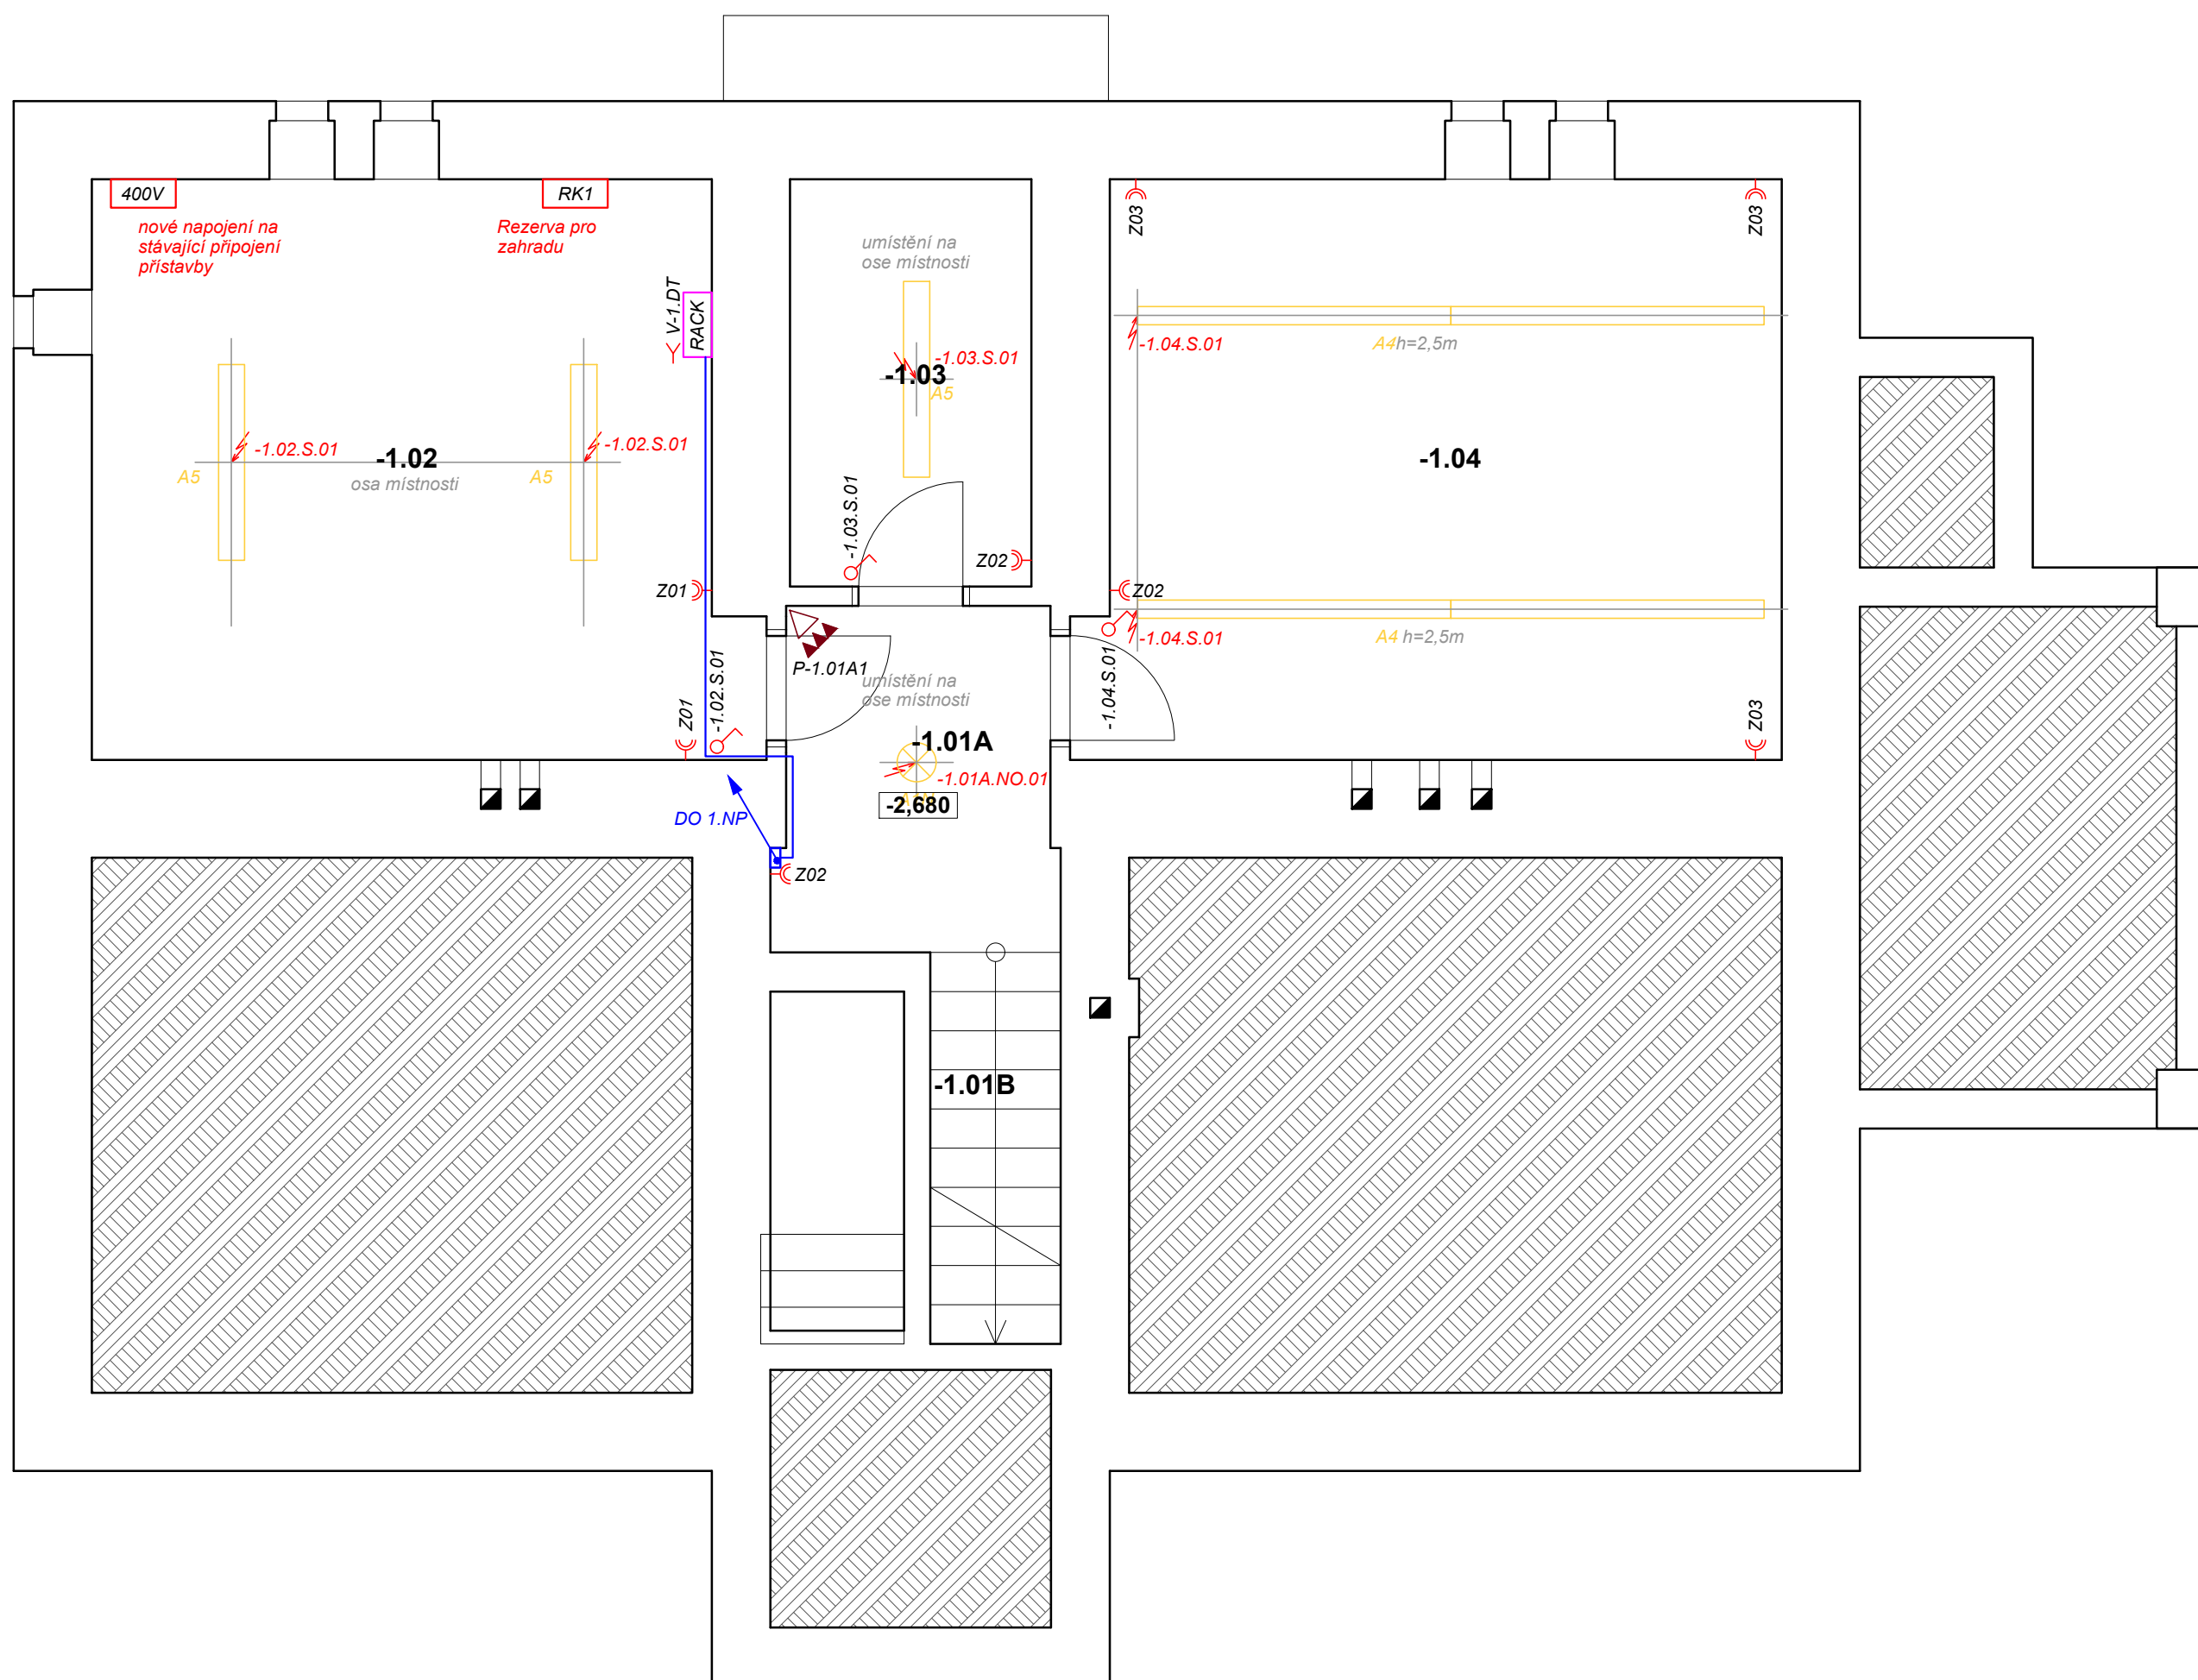 400V
nové napojení na
stávající připojení
přístavby
RK1
Rezerva pro
zahradu
V-1.DT
RACK
-1.02.S.01
-1.02
-1.02.S.01
A5
osa místnosti
A5
Z01
Z01
-1.02.S.01
umístění na
ose místnosti
-1.03.S.01
-1.03
A5
-1.03.S.01
Z02
Z03
Z03
-1.04.S.01
A4h=2,5m
-1.04
Z02
-1.04.S.01
A4 h=2,5m
-1.04.S.01
Z03
P-1.01A1
umístění na
ose místnosti
-1.01A
-1.01A.NO.01
-2,680
DO 1.NP
Z02
-1.01B